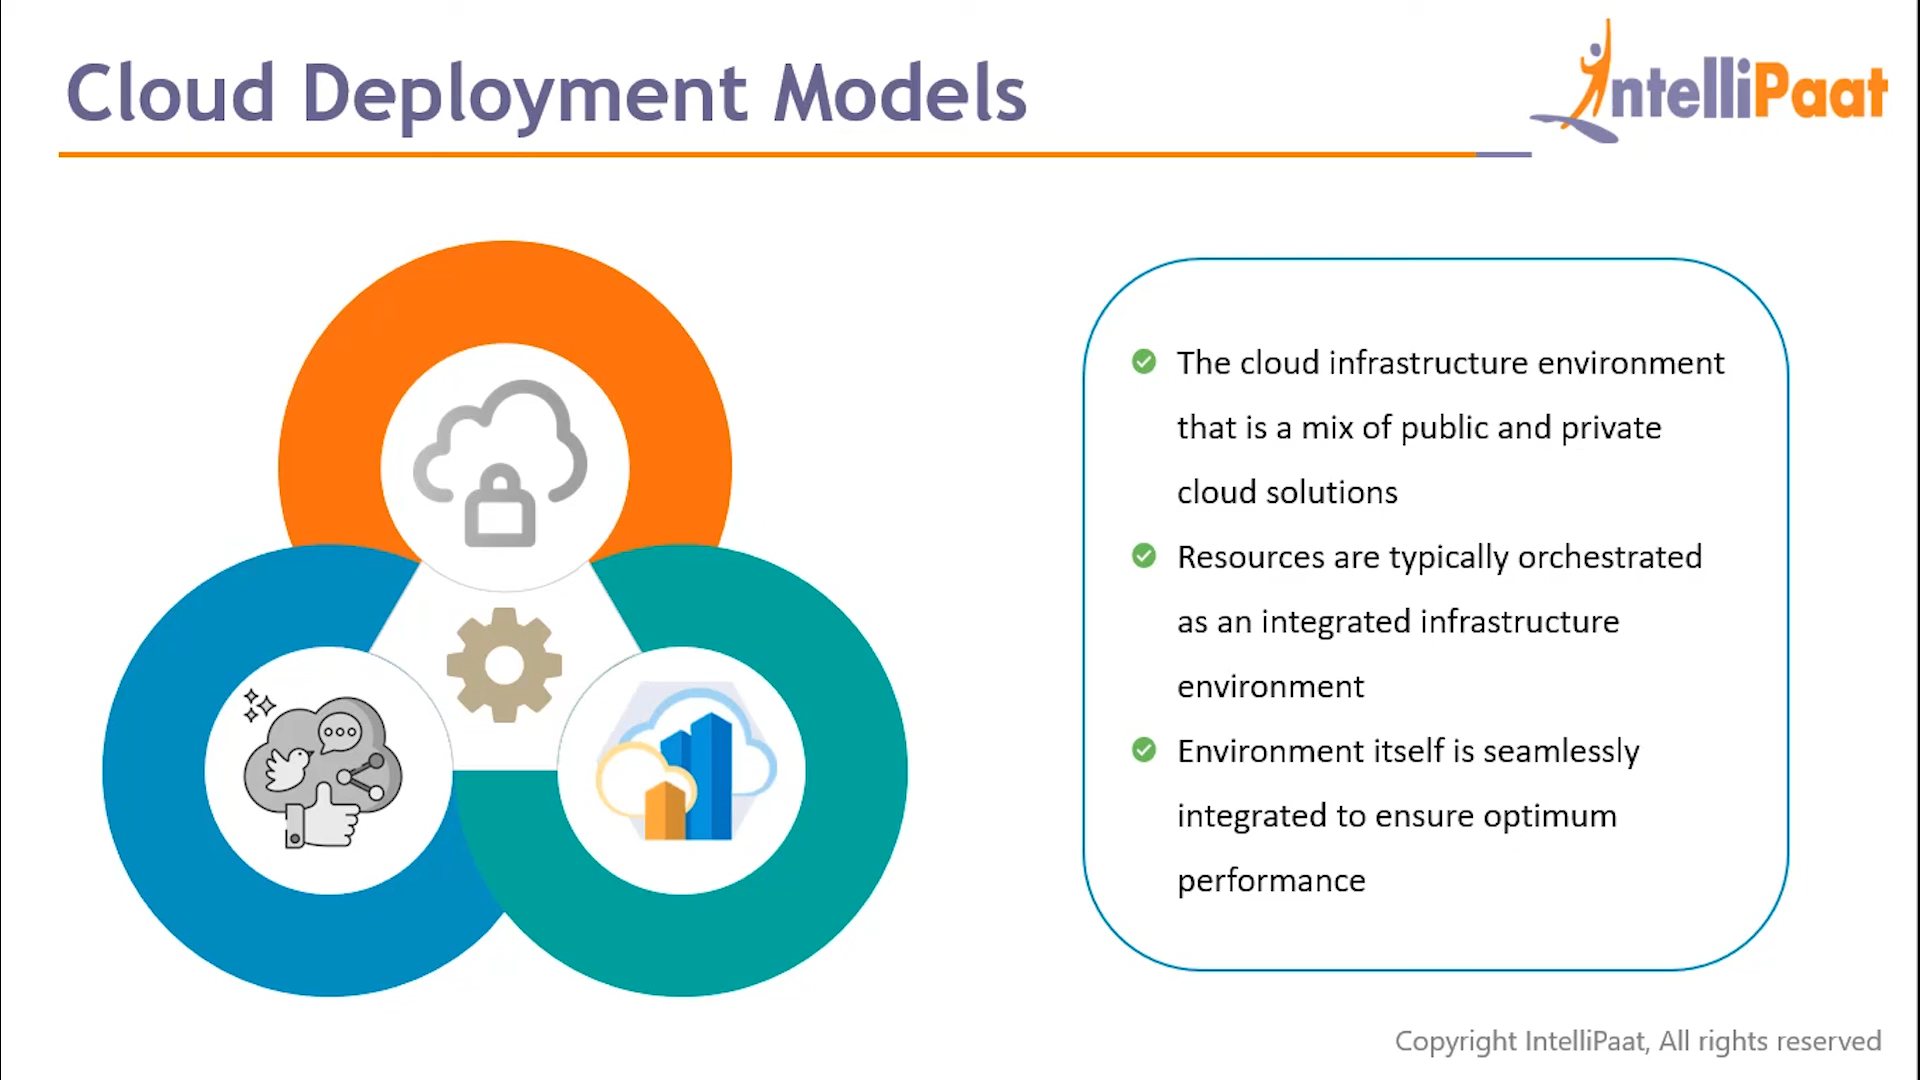 Cloud Deployment Models
IntelliPaat
The cloud infrastructure environment
that is a mix of public and private
cloud solutions
Resources are typically orchestrated
as an integrated infrastructure
environment
Environment itself is seamlessly
integrated to ensure optimum
performance
Copyright IntelliPaat, All rights reserved